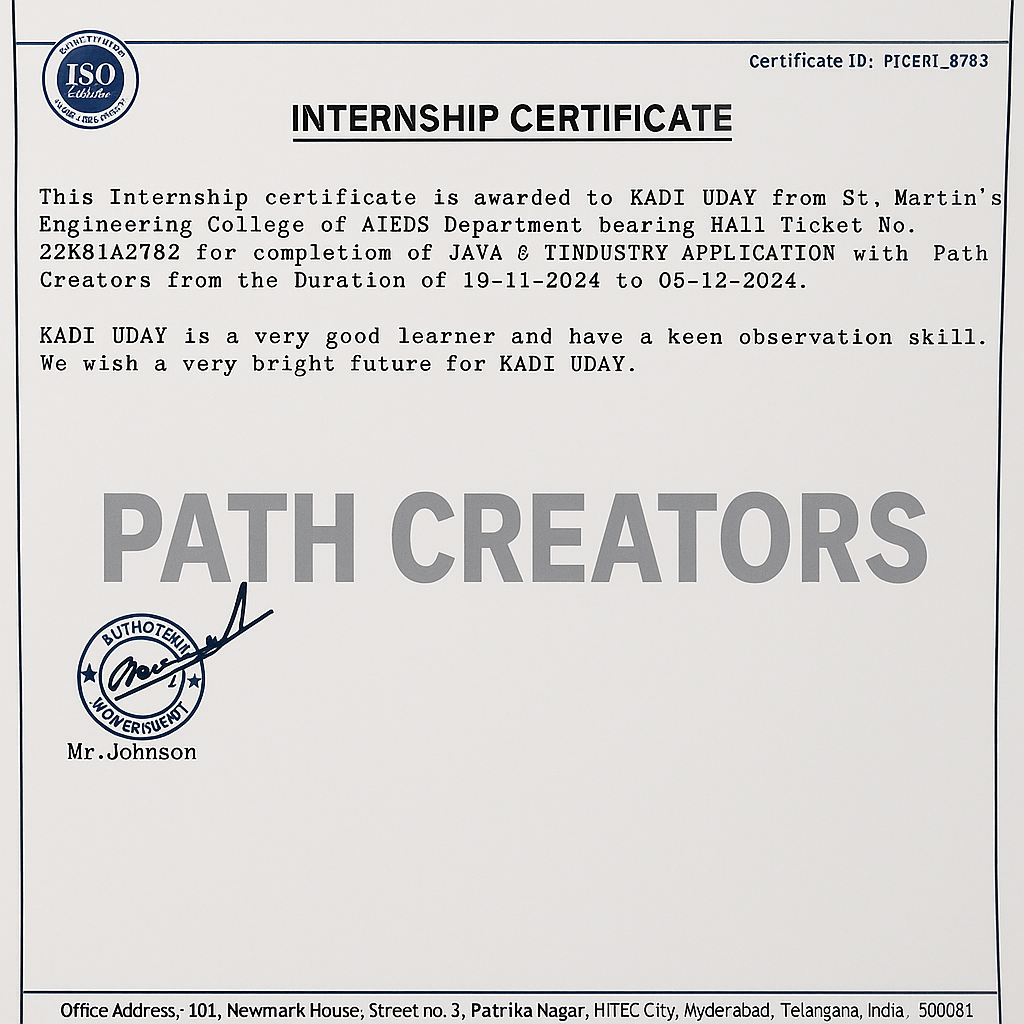 ISO
Certificate ID: PICERI_8783
INTERNSHIP CERTIFICATE
This Internship certificate is awarded to KADI UDAY from St, Martin's
Engineering College of AIEDS Department bearing HALL Ticket No.
22K81A2782 for completiom of JAVA & TINDUSTRY APPLICATION with Path
Creators from the Duration of 19-11-2024 to 05-12-2024.
KADI UDAY is a very good learner and have a keen observation skill.
We wish a very bright future for KADI UDAY.
PATH CREATORS
BUTHOTEKIN
Mr.Johnson
Office Address,- 101, Newmark House; Street no. 3, Patrika Nagar, HITEC City, Myderabad, Telangana, India, 500081